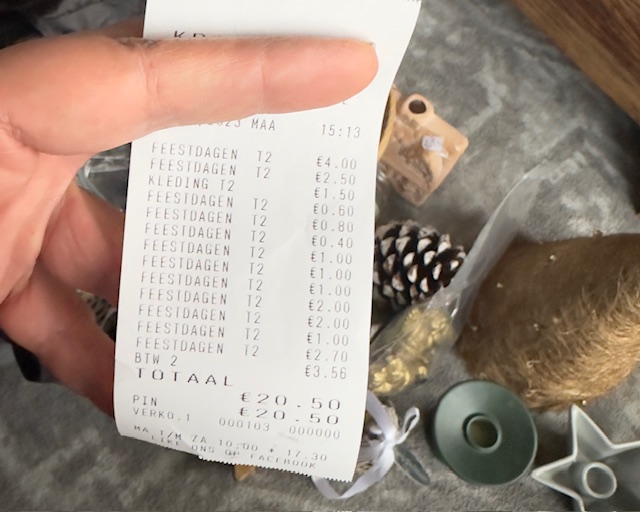 MAA 15:13
FEESTDAGEN T2 €4.00
FEESTDAGEN T2 €2.50
KLEDING T2 €1.50
FEESTDAGEN T2 €0.60
FEESTDAGEN T2 €0.80
FEESTDAGEN T2 €0.40
FEESTDAGEN T2 €1.00
FEESTDAGEN T2 €1.00
FEESTDAGEN T2 €1.00
FEESTDAGEN T2 €2.00
FEESTDAGEN T2 €2.00
FEESTDAGEN T2 €1.00
FEESTDAGEN T2 €2.70
BTW 2 €3.56
TOTAAL €20.50
PIN €20.50
VERKO.1 000103 000000
MA T/M ZA 10.00 + 17.30
LIKE ONS OP FACEBOOK